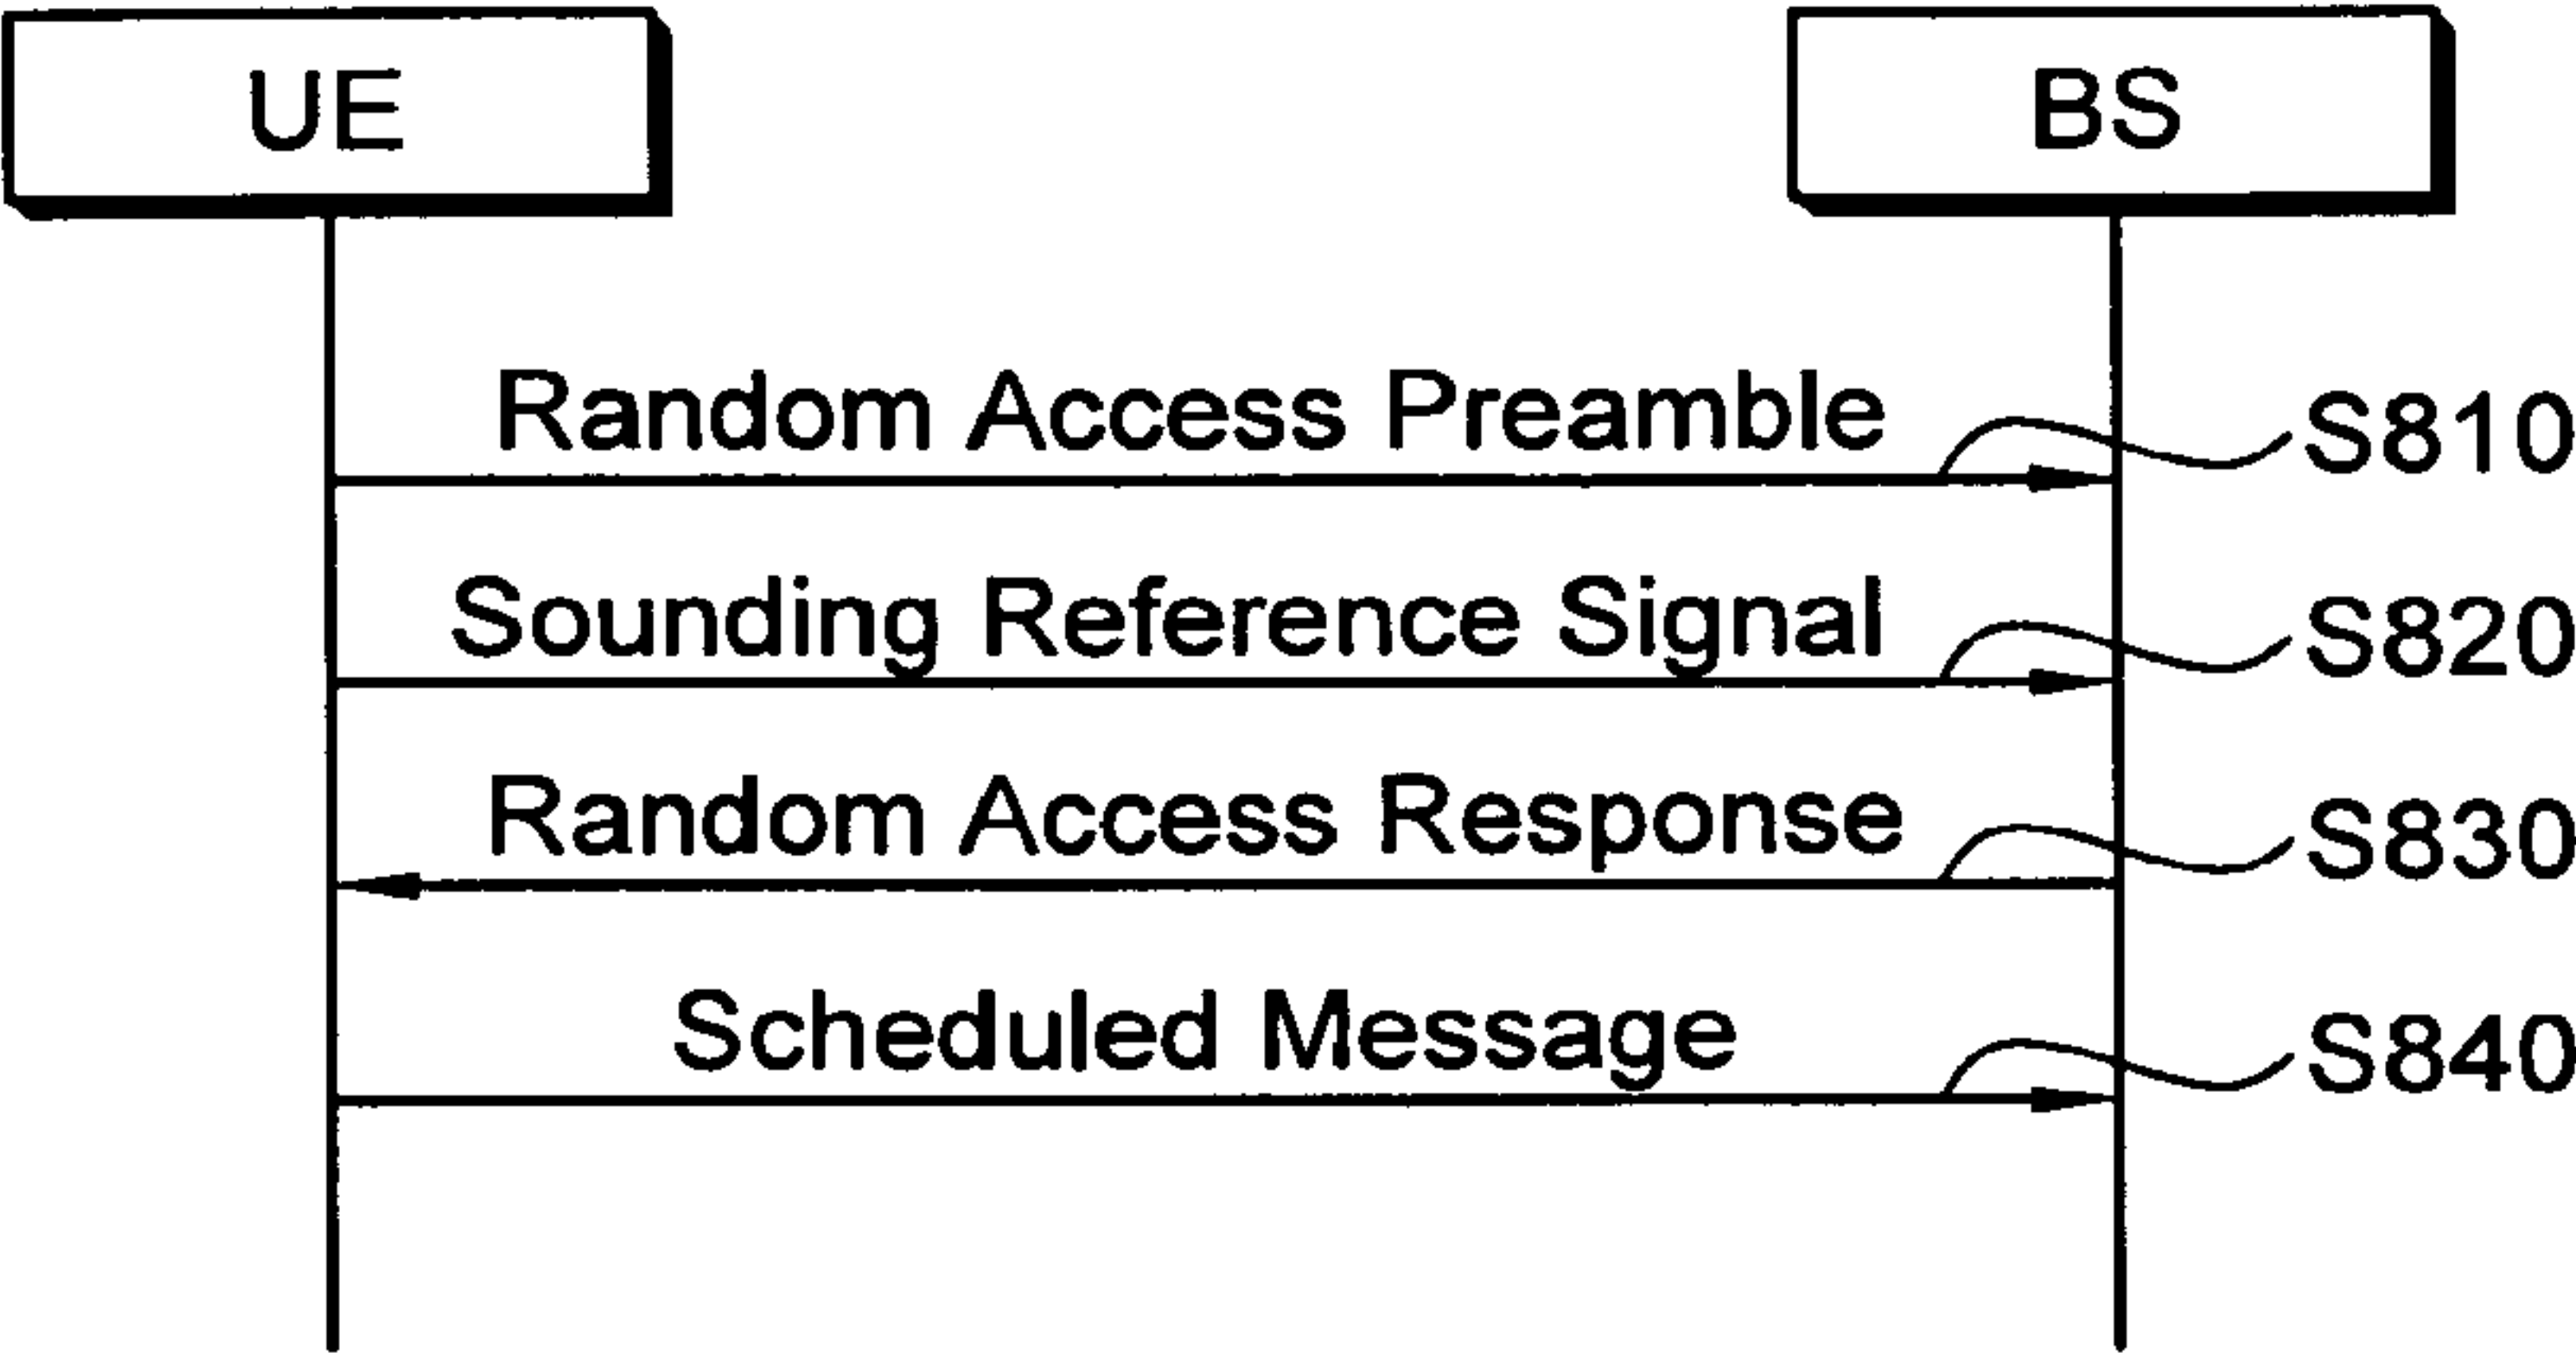 UE
BS
Random Access Preamble
S810
Sounding Reference Signal
S820
Random Access Response
S830
Scheduled Message
S840